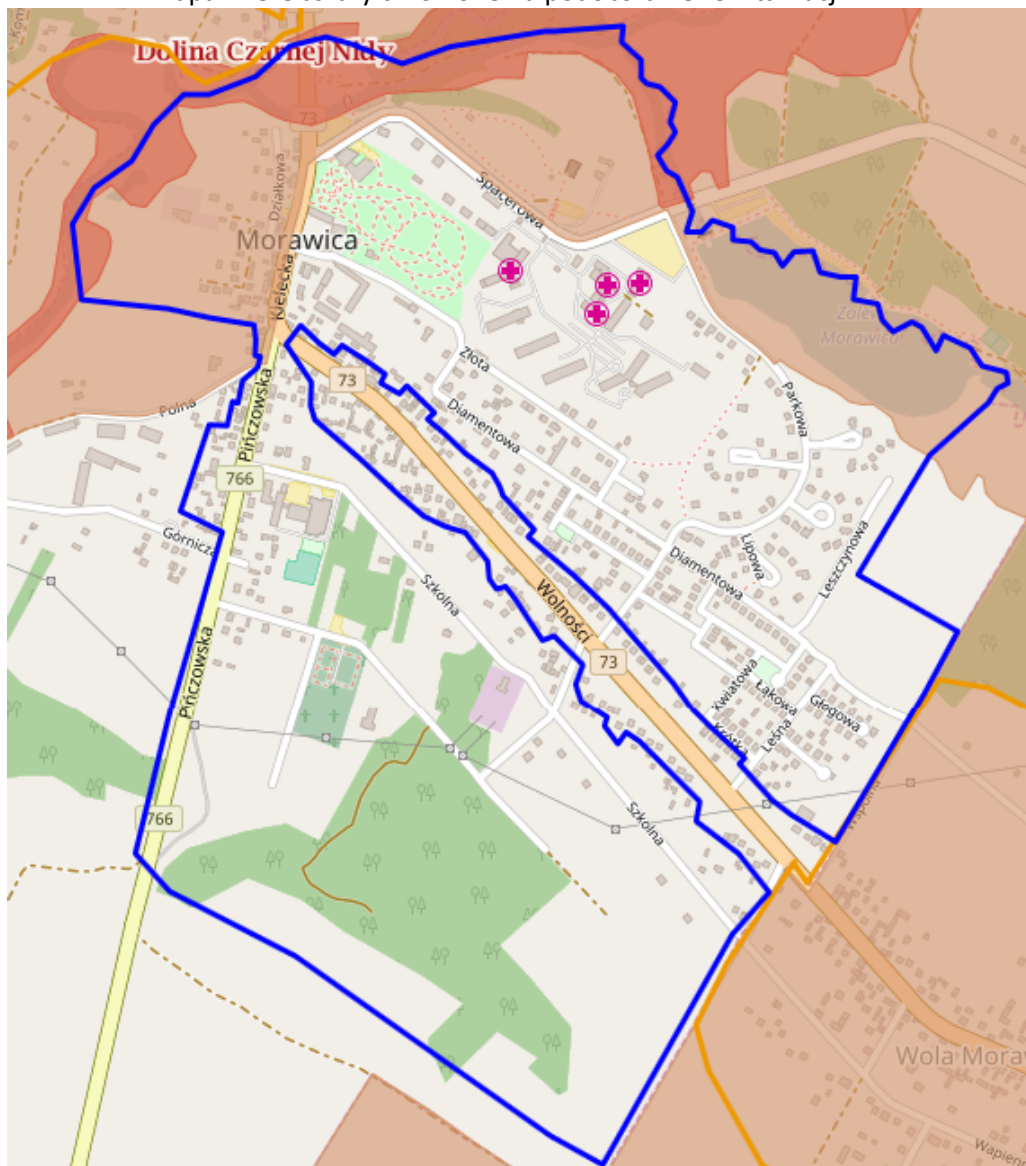 Dolina Czarnej Nidy
73
Działkowa
Spacerowa
Morawica
Kielecka
Zalew
Morawica
Złota
73
Polna
Pińczowska
Parkowa
Diamentowa
766
Górnicza
Lipowa
Leszczynowa
Diamentowa
Szkolna
Wolności
73
Pińczowska
Kwiatowa
Łąkowa
Głogowa
Krótka
Leśna
766
Szkolna
Wola Moraw